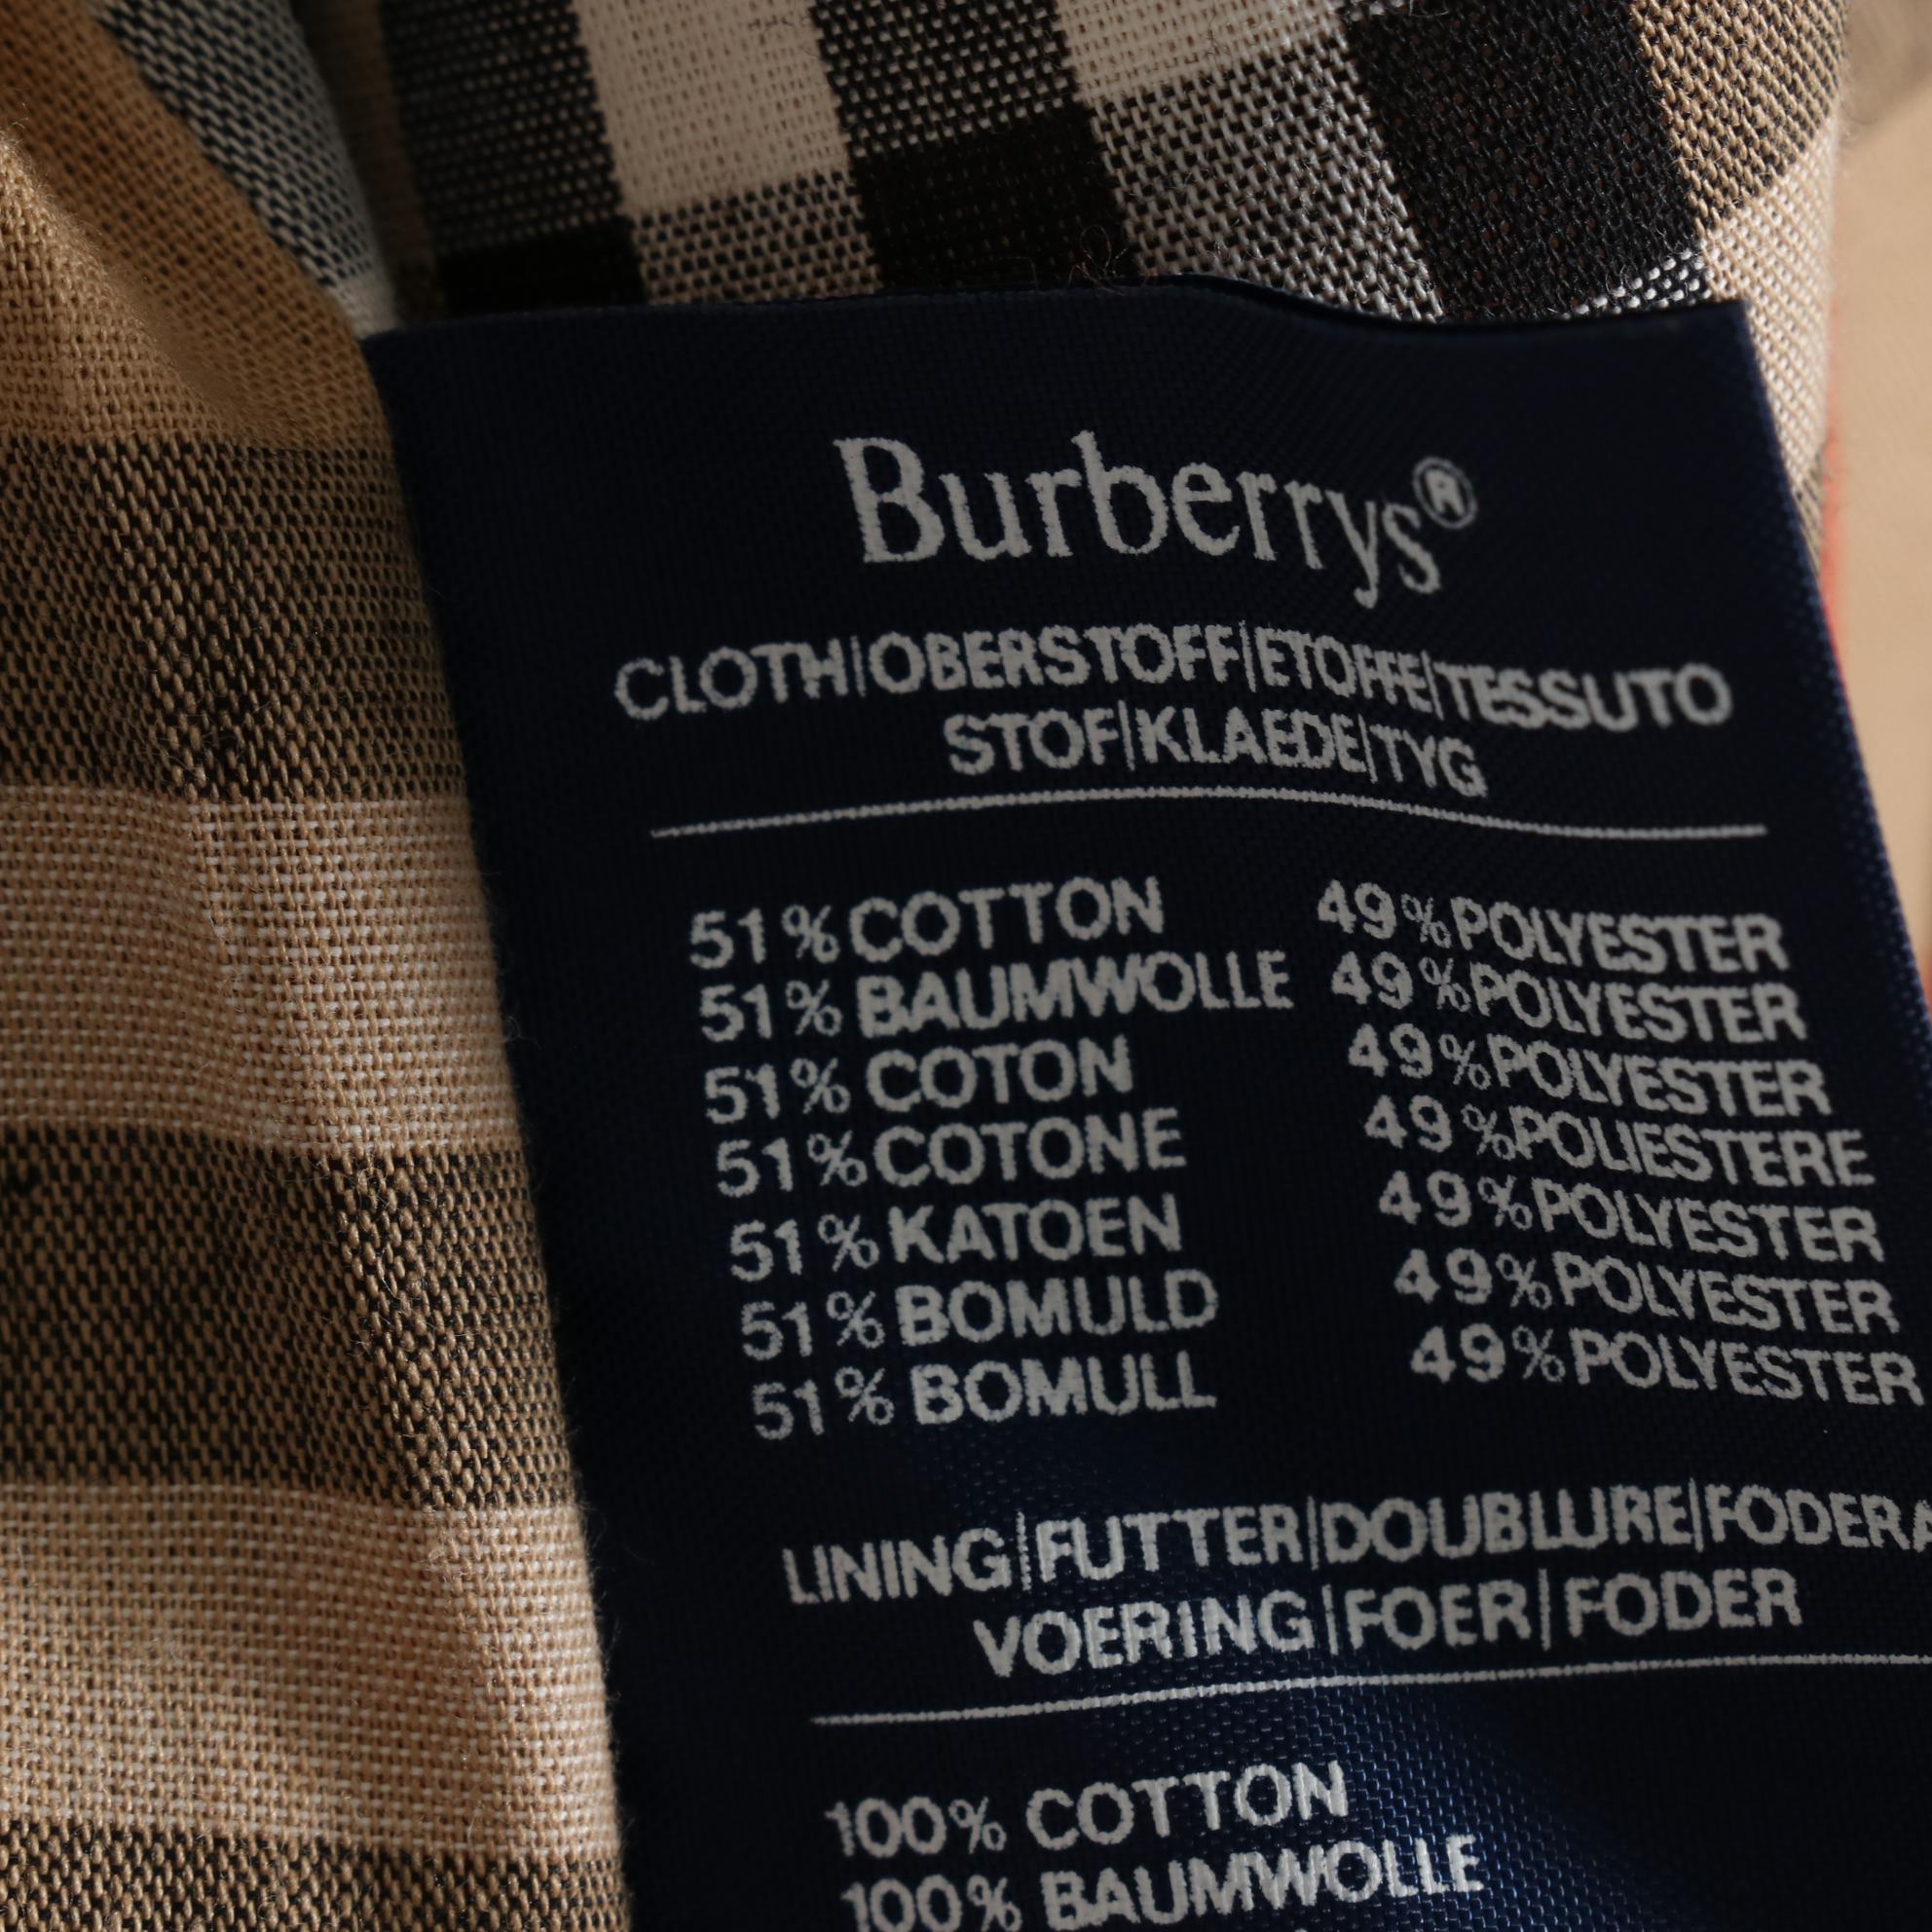 Burberrys®
CLOTH|OBERSTOFF|ETOFFE|TESSUTO
STOF|KLAEDE|TYG
51% COTTON 49% POLYESTER
51% BAUMWOLLE 49% POLYESTER
51% COTON 49% POLYESTER
51% COTONE 49% POLIESTERE
51% KATOEN 49% POLYESTER
51% BOMULD 49% POLYESTER
51% BOMULL 49% POLYESTER
LINING|FUTTER|DOUBLURE|FODERA
VOERING|FOER|FODER
100% COTTON
100% BAUMWOLLE